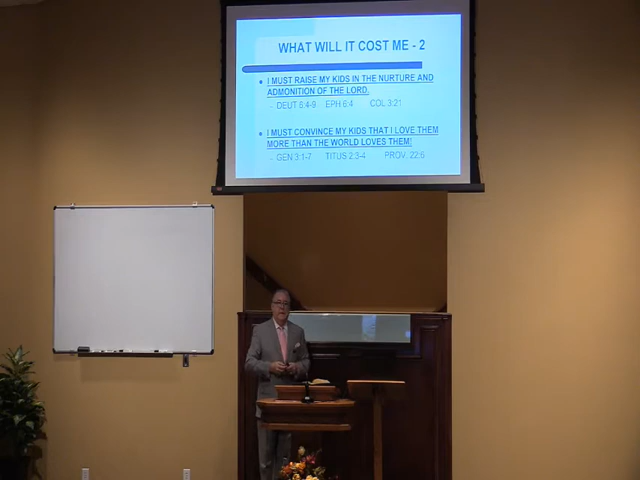 WHAT WILL IT COST ME - 2
• I MUST RAISE MY KIDS IN THE NURTURE AND
ADMONITION OF THE LORD.
– DEUT 6:4-9 EPH 6:4 COL 3:21
• I MUST CONVINCE MY KIDS THAT I LOVE THEM
MORE THAN THE WORLD LOVES THEM!
– GEN 3:1-7 TITUS 2:3-4 PROV. 22:6